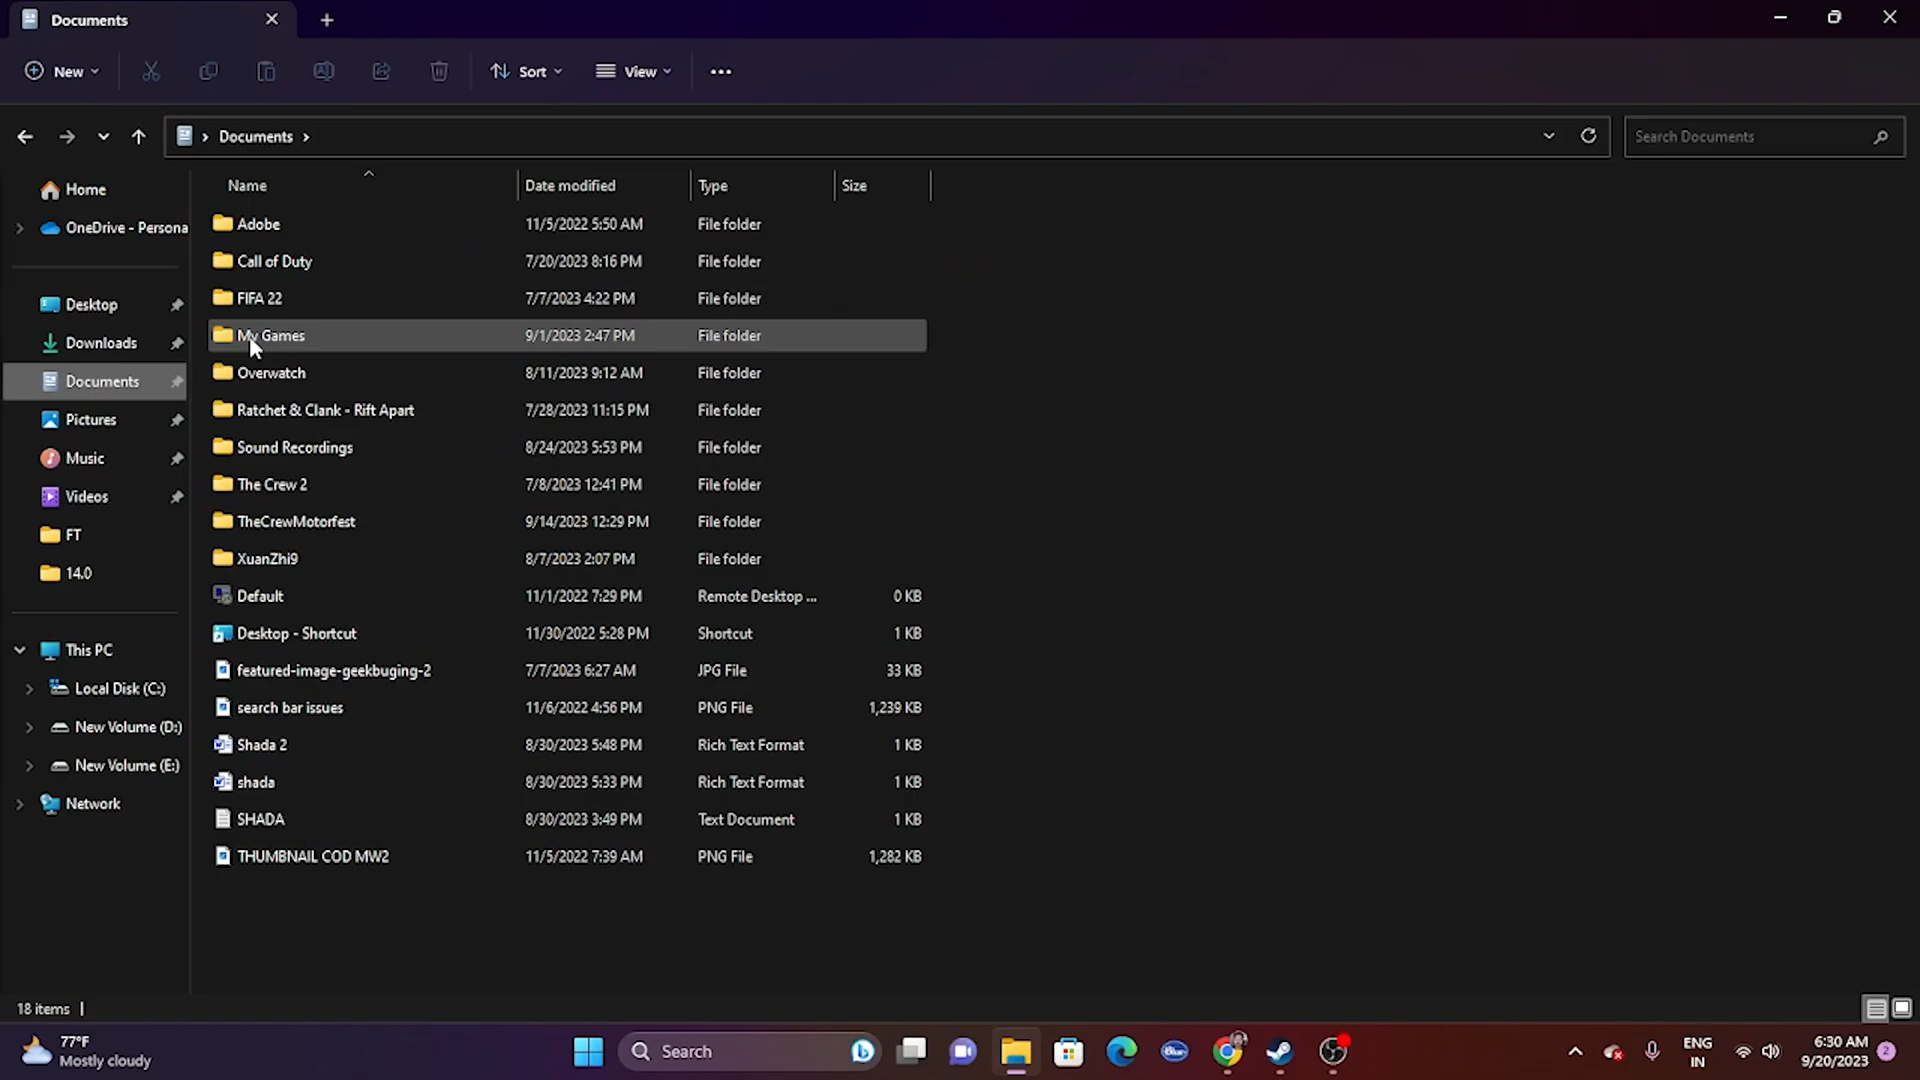 Documents
New
Sort
View
Documents
Search Documents
Home
OneDrive - Persona
Desktop
Downloads
Documents
Pictures
Music
Videos
FT
14.0
This PC
Local Disk (C:)
New Volume (D:)
New Volume (E:)
Network
Name Date modified Type Size
Adobe 11/5/2022 5:50 AM File folder
Call of Duty 7/20/2023 8:16 PM File folder
FIFA 22 7/7/2023 4:22 PM File folder
My Games 9/1/2023 2:47 PM File folder
Overwatch 8/11/2023 9:12 AM File folder
Ratchet & Clank - Rift Apart 7/28/2023 11:15 PM File folder
Sound Recordings 8/24/2023 5:53 PM File folder
The Crew 2 7/8/2023 12:41 PM File folder
TheCrewMotorfest 9/14/2023 12:29 PM File folder
XuanZhi9 8/7/2023 2:07 PM File folder
Default 11/1/2022 7:29 PM Remote Desktop ... 0 KB
Desktop - Shortcut 11/30/2022 5:28 PM Shortcut 1 KB
featured-image-geekbuging-2 7/7/2023 6:27 AM JPG File 33 KB
search bar issues 11/6/2022 4:56 PM PNG File 1,239 KB
Shada 2 8/30/2023 5:48 PM Rich Text Format 1 KB
shada 8/30/2023 5:33 PM Rich Text Format 1 KB
SHADA 8/30/2023 3:49 PM Text Document 1 KB
THUMBNAIL COD MW2 11/5/2022 7:39 AM PNG File 1,282 KB
18 items
77°F
Mostly cloudy
Search
ENG
IN
6:30 AM
9/20/2023
2